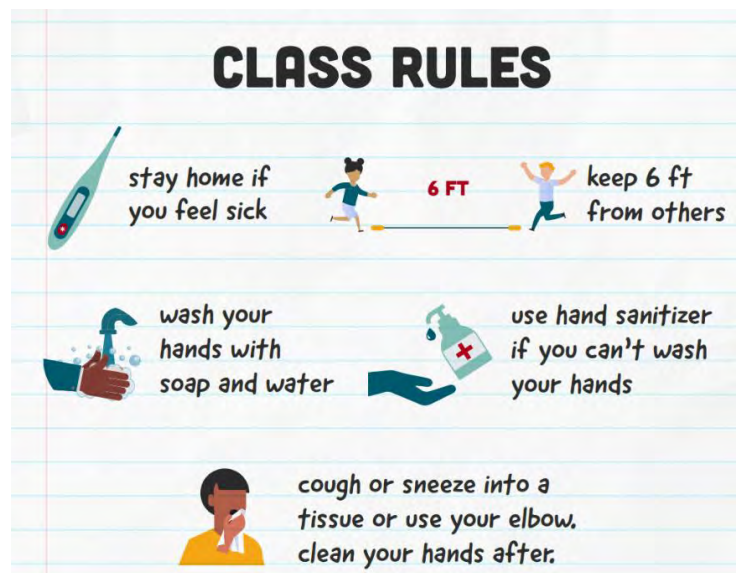 CLASS RULES
stay home if
you feel sick
6 FT
keep 6 ft
from others
wash your
hands with
soap and water
use hand sanitizer
if you can't wash
your hands
cough or sneeze into a
tissue or use your elbow.
clean your hands after.